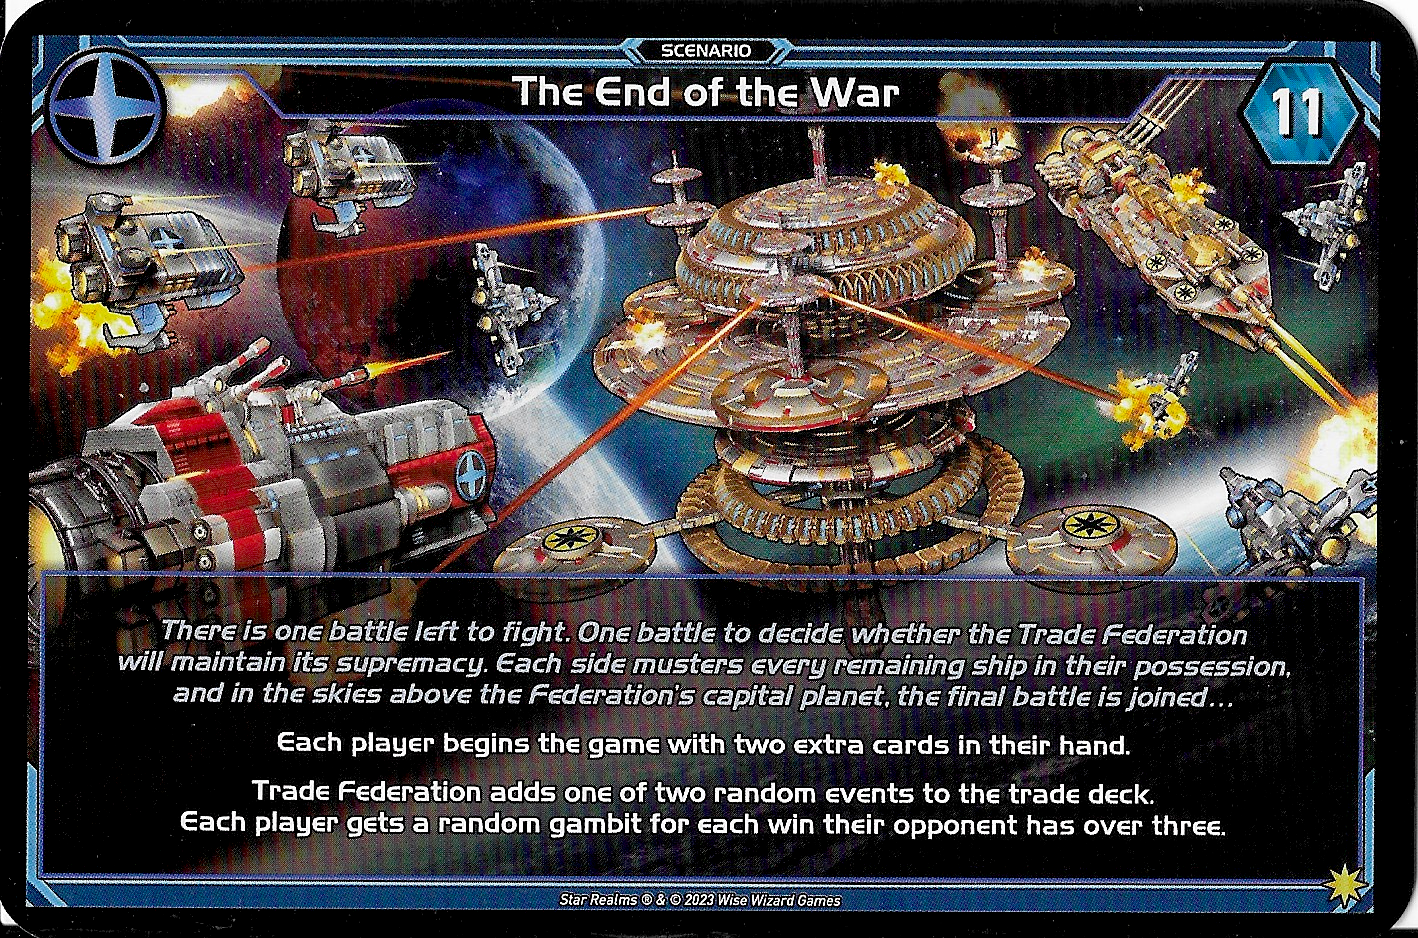 SCENARIO
The End of the War
11
There is one battle left to fight. One battle to decide whether the Trade Federation
will maintain its supremacy. Each side musters every remaining ship in their possession,
and in the skies above the Federation's capital planet, the final battle is joined...
Each player begins the game with two extra cards in their hand.
Trade Federation adds one of two random events to the trade deck.
Each player gets a random gambit for each win their opponent has over three.
Star Realms ® & © 2023 Wise Wizard Games